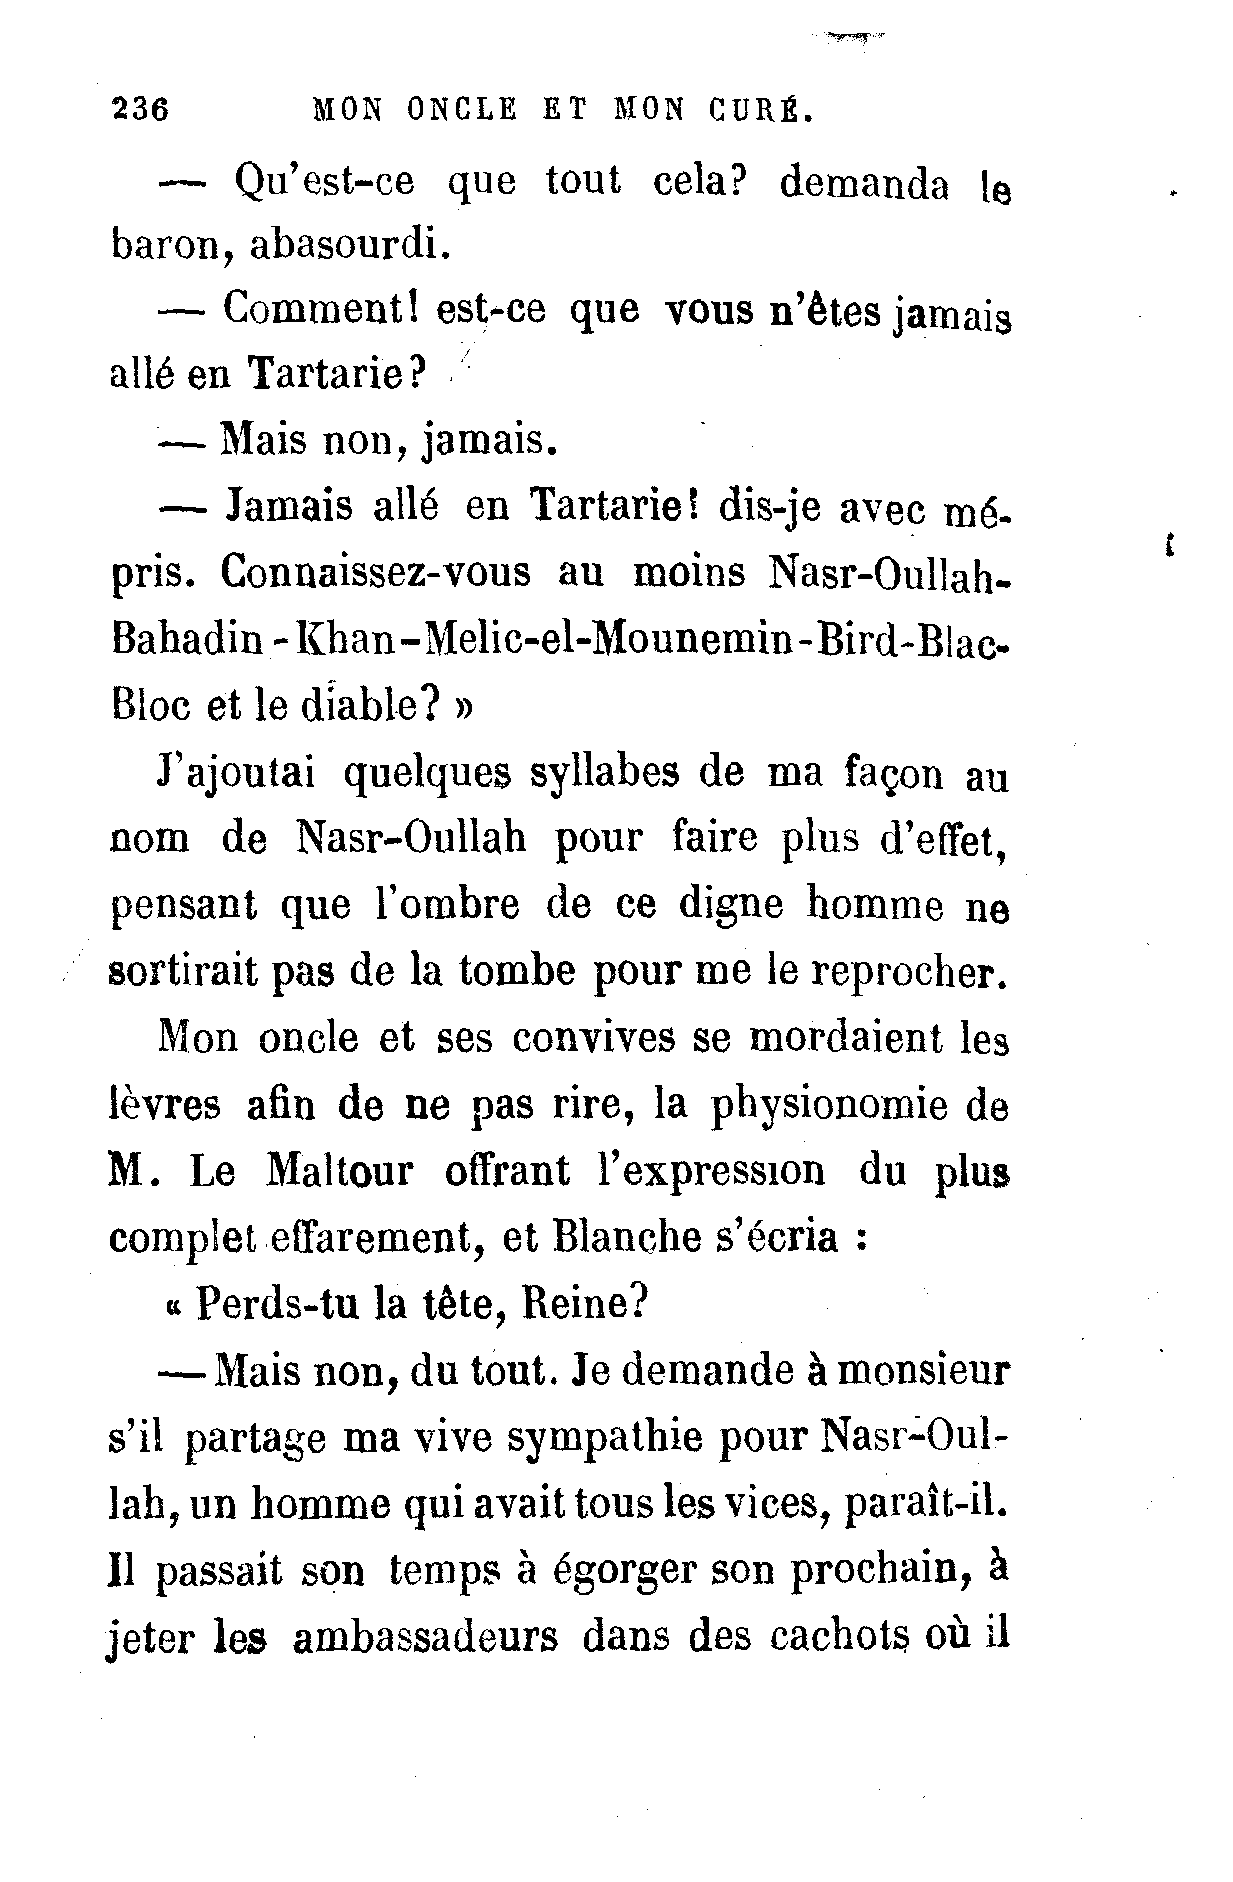 236 MON ONCLE ET MON CURÉ.
— Qu'est-ce que tout cela? demanda le
baron, abasourdi.
— Comment! est-ce que vous n'êtes jamais
allé en Tartarie?
— Mais non, jamais.
— Jamais allé en Tartarie! dis-je avec mé-
pris. Connaissez-vous au moins Nasr-Oullah-
Bahadin-Khan-Melic-el-Mounemin-Bird-Blac-
Bloc et le diable? »
J'ajoutai quelques syllabes de ma façon au
nom de Nasr-Oullah pour faire plus d'effet,
pensant que l'ombre de ce digne homme ne
sortirait pas de la tombe pour me le reprocher.
Mon oncle et ses convives se mordaient les
lèvres afin de ne pas rire, la physionomie de
M. Le Maltour offrant l'expression du plus
complet effarement, et Blanche s'écria :
« Perds-tu la tête, Reine?
— Mais non, du tout. Je demande à monsieur
s'il partage ma vive sympathie pour Nasr-Oul-
lah, un homme qui avait tous les vices, paraît-il.
Il passait son temps à égorger son prochain, à
jeter les ambassadeurs dans des cachots où il